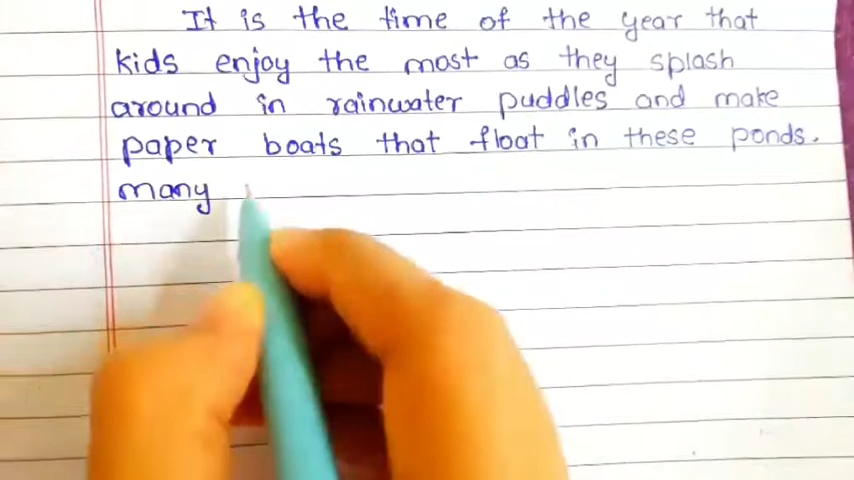 It is the time of the year that
kids enjoy the most as they splash
around in rainwater puddles and make
paper boats that float in these ponds.
many